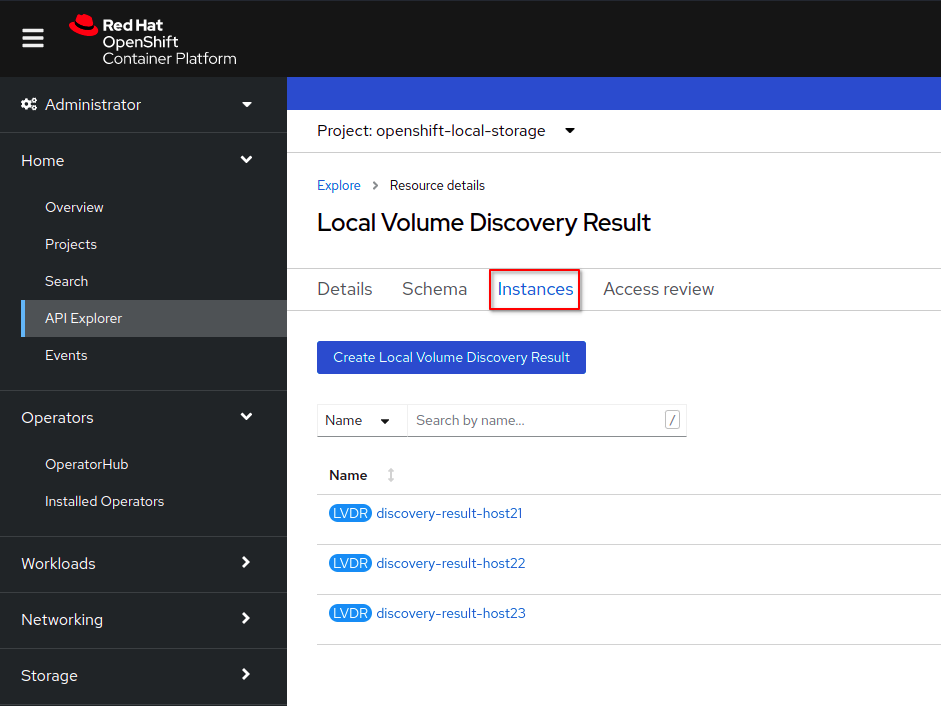 Red Hat
OpenShift
Container Platform
Administrator
Home
Overview
Projects
Search
API Explorer
Events
Operators
OperatorHub
Installed Operators
Workloads
Networking
Storage
Project: openshift-local-storage
Explore > Resource details
Local Volume Discovery Result
Details Schema Instances Access review
Create Local Volume Discovery Result
Name Search by name... /
Name
LVDR discovery-result-host21
LVDR discovery-result-host22
LVDR discovery-result-host23